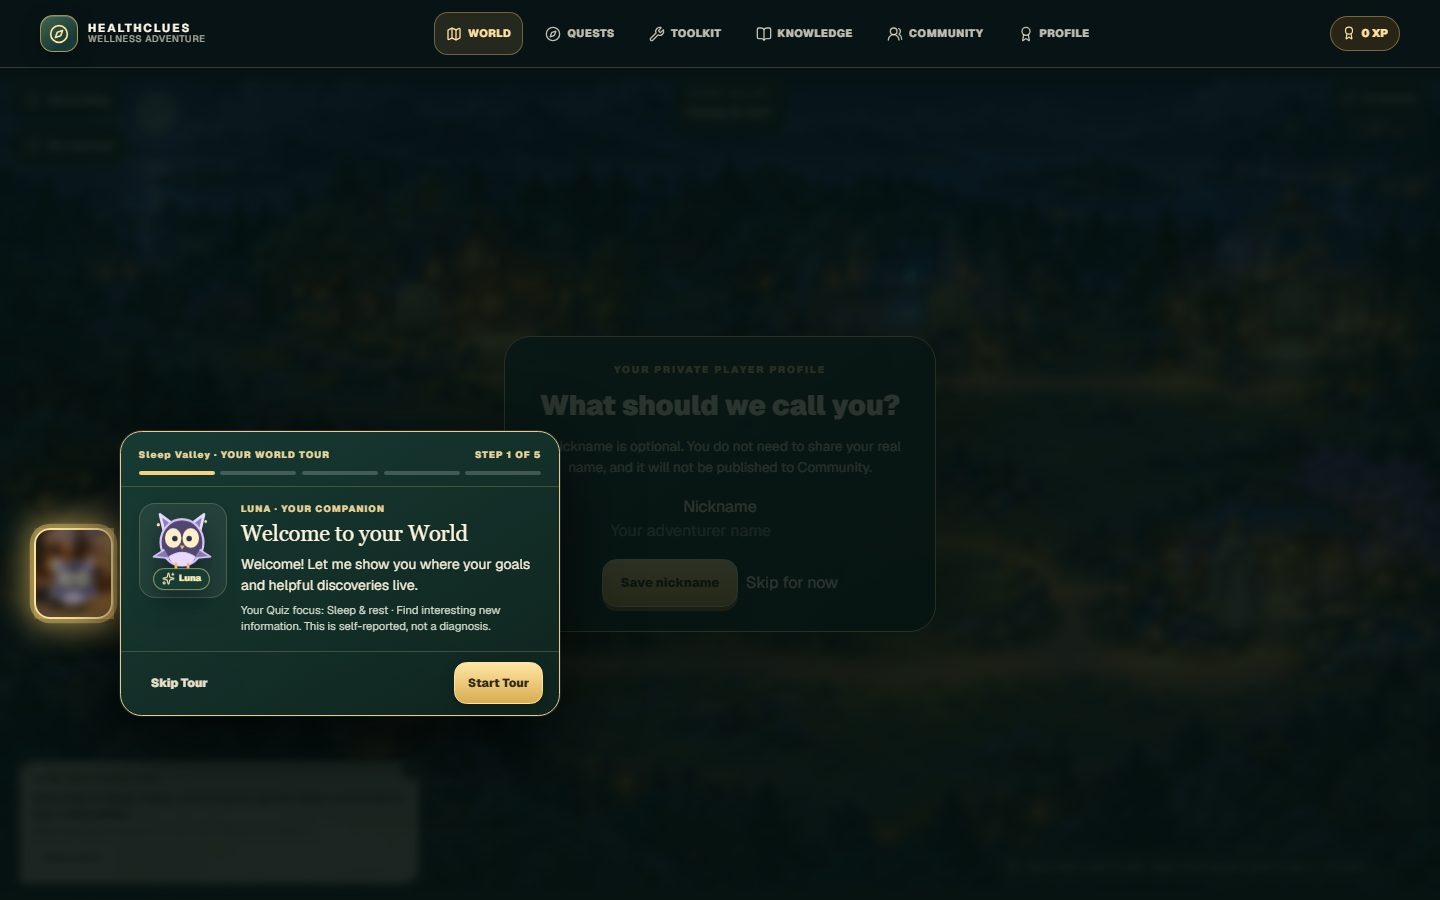 HEALTHCLUES
WELLNESS ADVENTURE
WORLD
QUESTS
TOOLKIT
KNOWLEDGE
COMMUNITY
PROFILE
0 XP
YOUR PRIVATE PLAYER PROFILE
What should we call you?
ickname is optional. You do not need to share your real
name, and it will not be published to Community.
Nickname
Your adventurer name
Save nickname
Skip for now
Sleep Valley · YOUR WORLD TOUR
STEP 1 OF 5
LUNA · YOUR COMPANION
Welcome to your World
Welcome! Let me show you where your goals
and helpful discoveries live.
Luna
Your Quiz focus: Sleep & rest · Find interesting new
information. This is self-reported, not a diagnosis.
Skip Tour
Start Tour